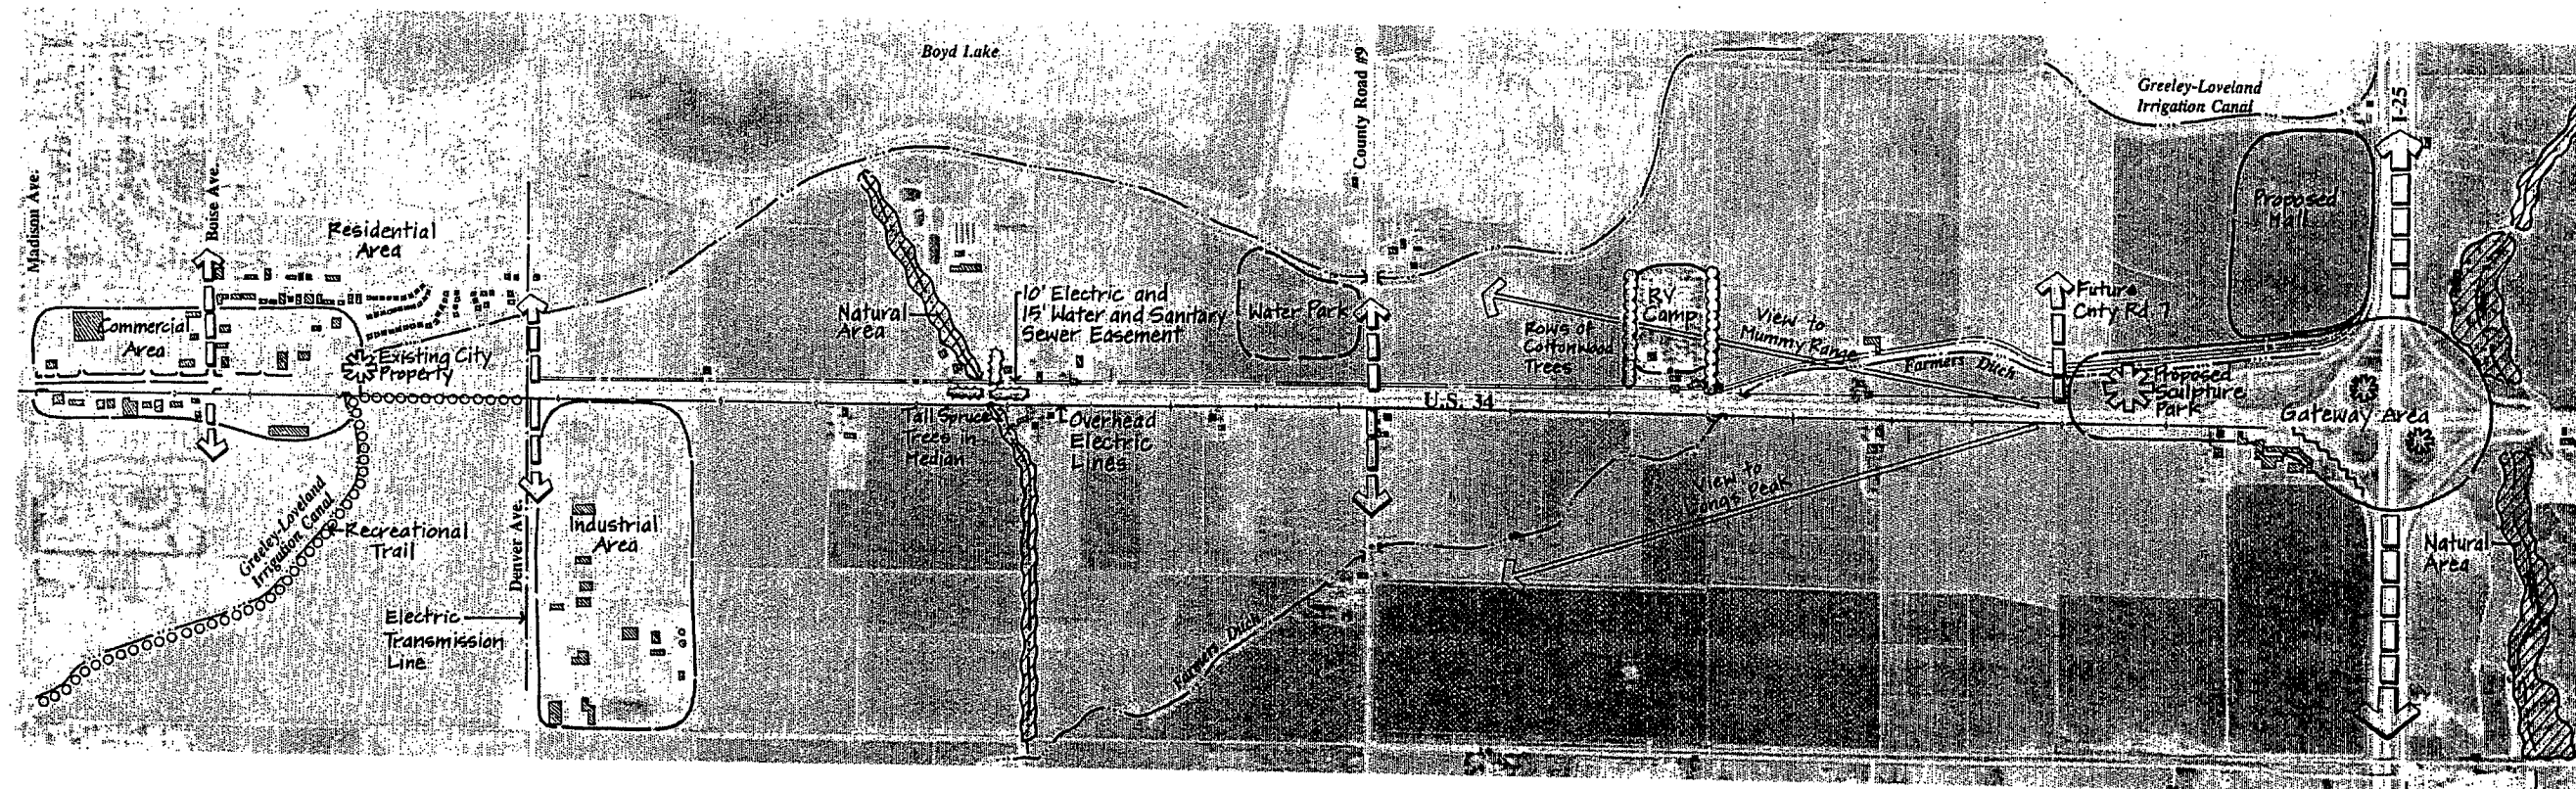 Boyd Lake
County Road #9
Greeley-Loveland
Irrigation Canal
I-25
Madison Ave.
Boise Ave.
Residential
Area
Proposed
Mall
Commercial
Area
Existing City
Property
Natural
Area
10' Electric and
15' Water and Sanitary
Sewer Easement
Water Park
RV
Camp
Rows of
Cottonwood
Trees
View to
Mummy Range
Farmers Ditch
Future
Cnty Rd. 7
Proposed
Sculpture
Park
Gateway Area
U.S. 34
Tall Spruce
Trees in
Median
Overhead
Electric
Lines
View to
Longs Peak
Greeley-Loveland
Irrigation Canal
Recreational
Trail
Denver Ave.
Industrial
Area
Electric
Transmission
Line
Farmers Ditch
Natural
Area